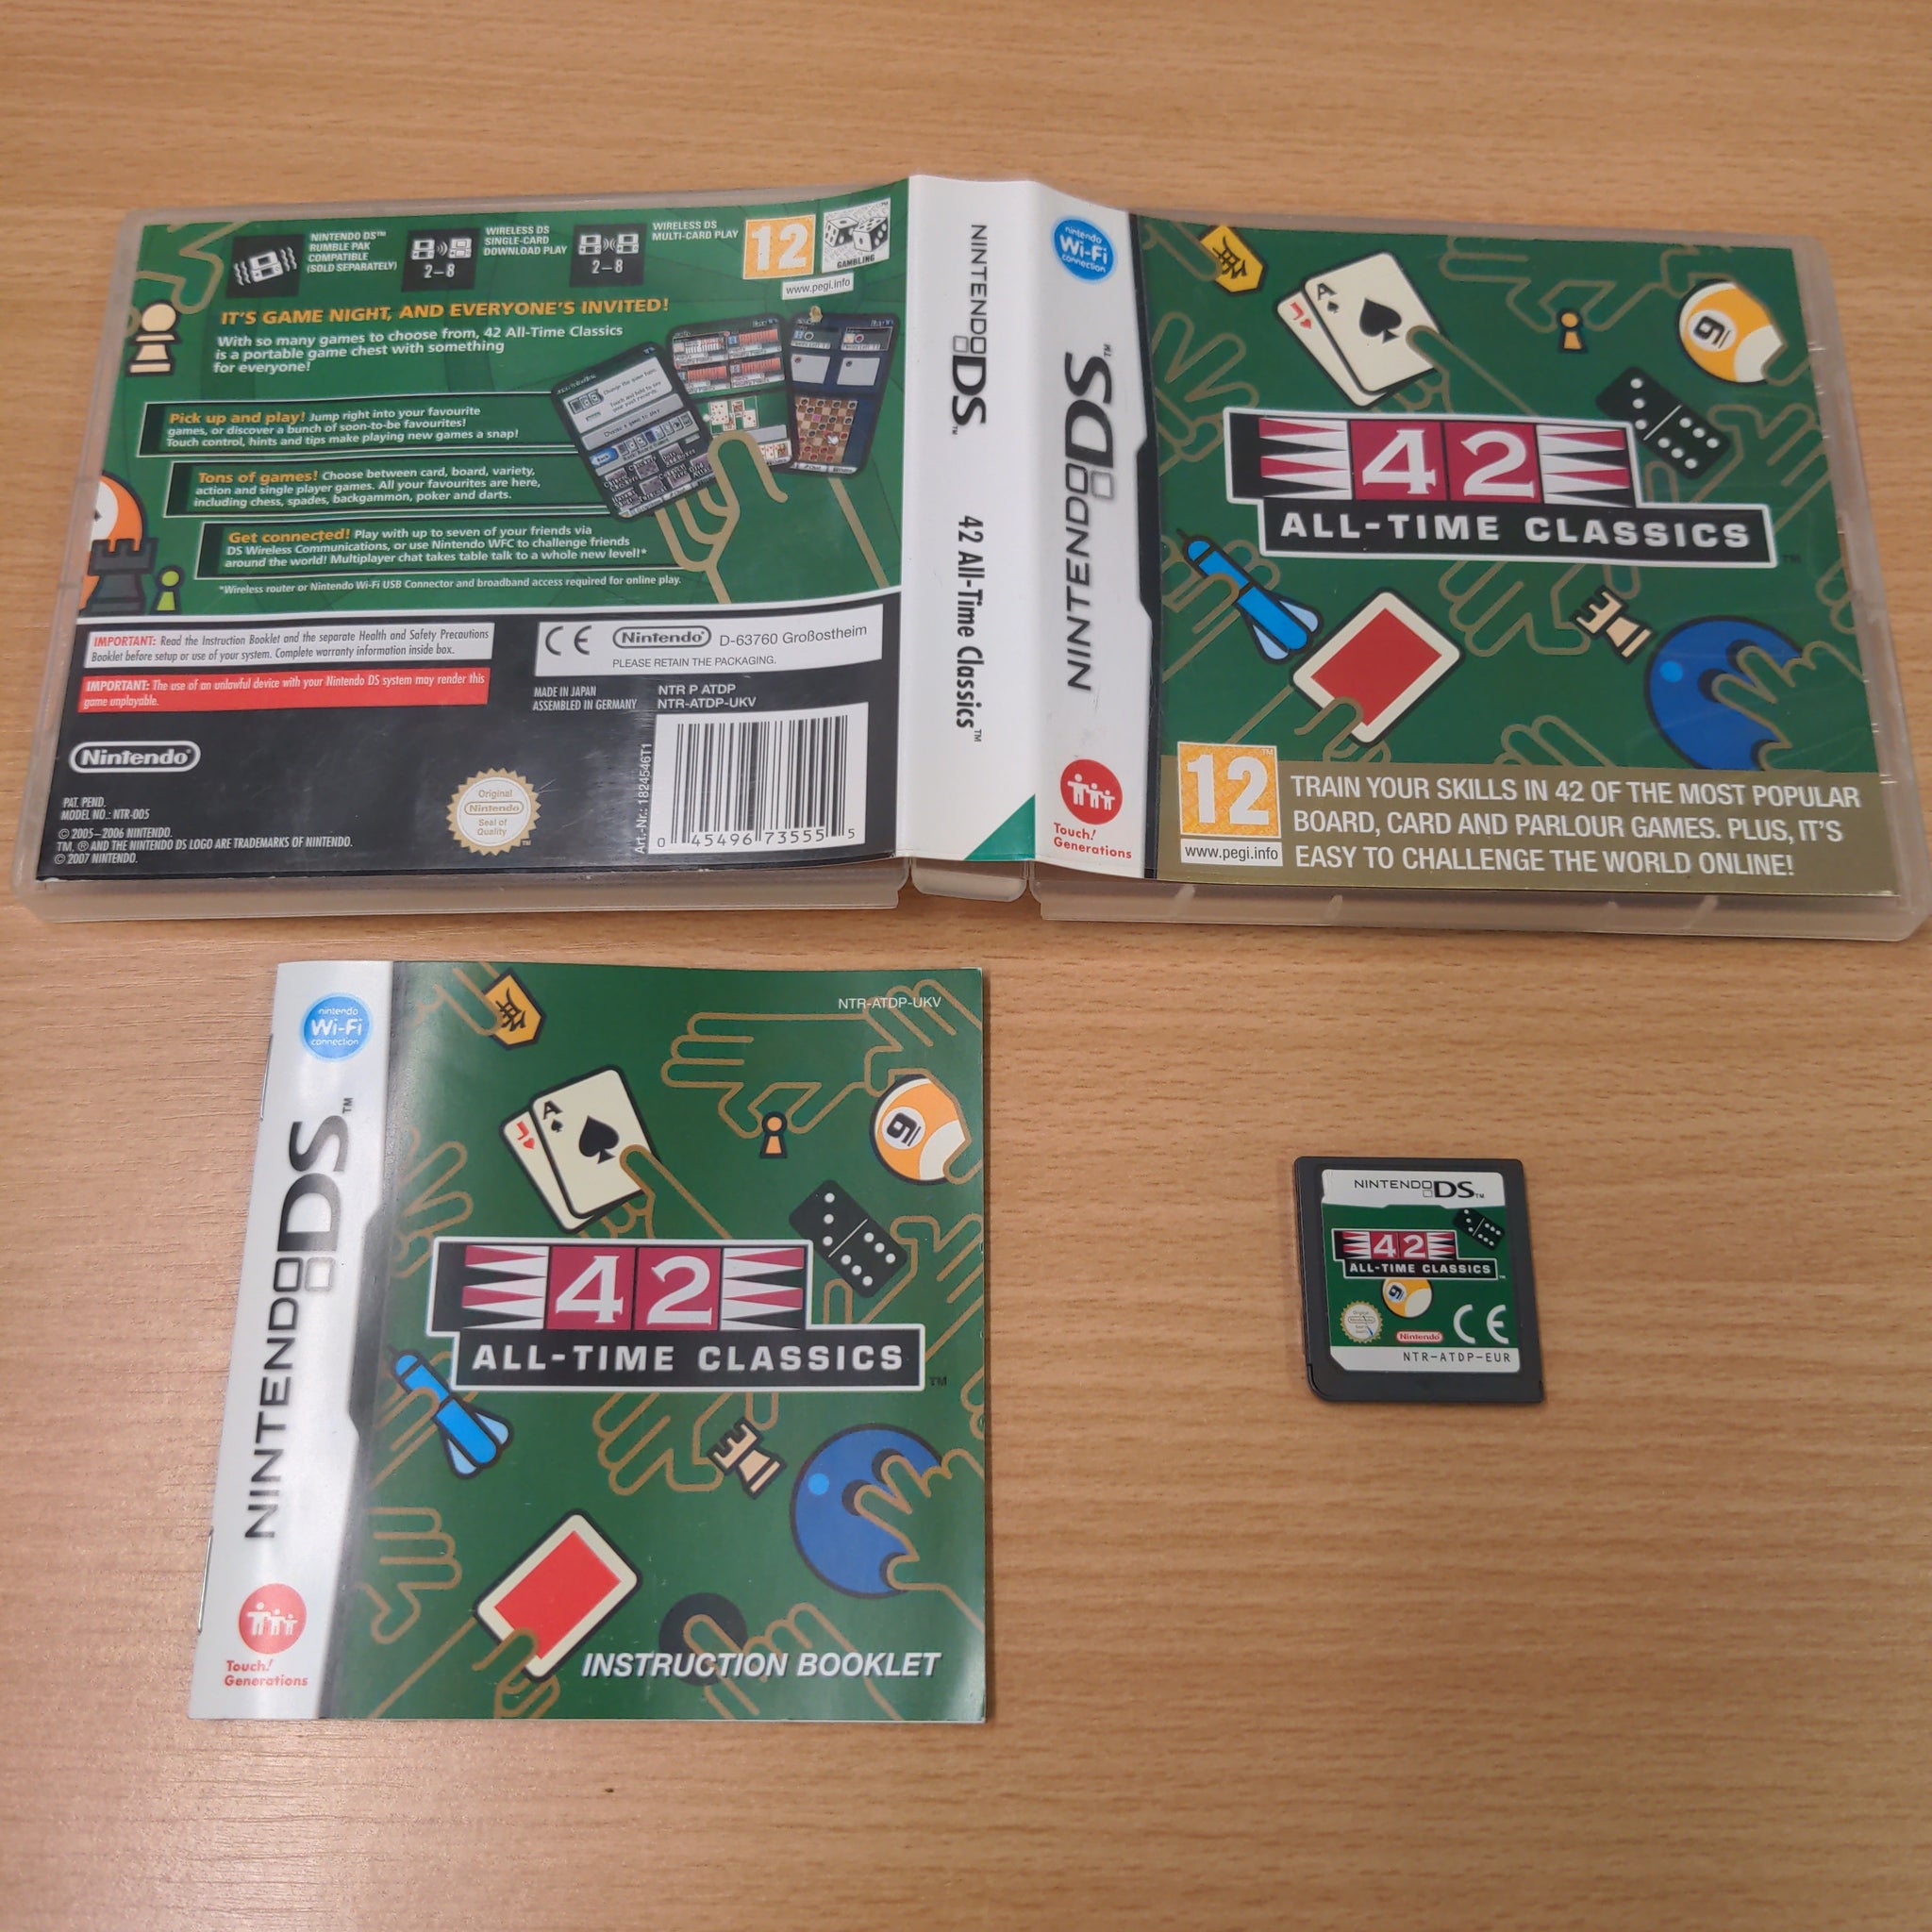 NINTENDO DS™
RUMBLE PAK
COMPATIBLE
(SOLD SEPARATELY)
2–8
WIRELESS DS
SINGLE-CARD
DOWNLOAD PLAY
2–8
WIRELESS DS
MULTI-CARD PLAY
12
GAMBLING
www.pegi.info
IT'S GAME NIGHT, AND EVERYONE'S INVITED!
With so many games to choose from, 42 All-Time Classics
is a portable game chest with something
for everyone!
Pick up and play! Jump right into your favourite
games, or discover a bunch of soon-to-be favourites!
Touch control, hints and tips make playing new games a snap!
Tons of games! Choose between card, board, variety,
action and single player games. All your favourites are here,
including chess, spades, backgammon, poker and darts.
Get connected! Play with up to seven of your friends via
DS Wireless Communications, or use Nintendo WFC to challenge friends
around the world! Multiplayer chat takes table talk to a whole new level!*
*Wireless router or Nintendo Wi-Fi USB Connector and broadband access required for online play.
IMPORTANT: Read the Instruction Booklet and the separate Health and Safety Precautions
Booklet before setup or use of your system. Complete warranty information inside box.
IMPORTANT: The use of an unlawful device with your Nintendo DS system may render this
game unplayable.
CE Nintendo® D-63760 Großostheim
PLEASE RETAIN THE PACKAGING.
MADE IN JAPAN
ASSEMBLED IN GERMANY
NTR P ATDP
NTR-ATDP-UKV
Nintendo®
PAT. PEND.
MODEL NO.: NTR-005
© 2005–2006 NINTENDO.
TM, ® AND THE NINTENDO DS LOGO ARE TRADEMARKS OF NINTENDO.
© 2007 NINTENDO.
Original
Nintendo®
Seal of
Quality
TM
Art.-Nr.: 1824546T1
0 45496 73555 5
NINTENDO DS™
42 All-Time Classics™
nintendo
Wi-Fi
connection
NINTENDO DS™
Touch!
Generations
J
A
9
42
ALL-TIME CLASSICS™
12
www.pegi.info
TRAIN YOUR SKILLS IN 42 OF THE MOST POPULAR
BOARD, CARD AND PARLOUR GAMES. PLUS, IT'S
EASY TO CHALLENGE THE WORLD ONLINE!
nintendo
Wi-Fi
connection
NINTENDO DS™
Touch!
Generations
NTR-ATDP-UKV
J
A
9
42
ALL-TIME CLASSICS™
INSTRUCTION BOOKLET
NINTENDO DS™
42
ALL-TIME CLASSICS™
9
Nintendo
CE
NTR-ATDP-EUR